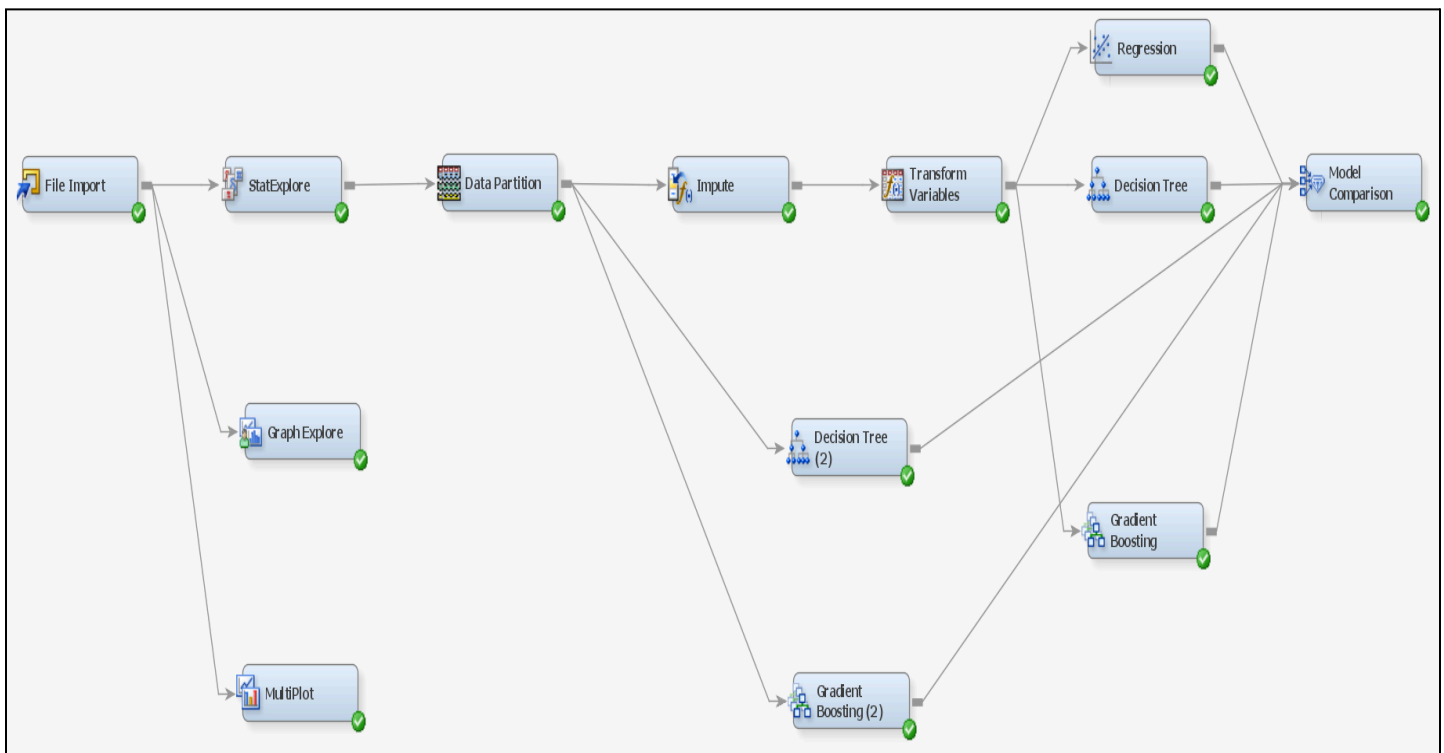 Regression
File Import
StatExplore
Data Partition
Impute
Transform
Variables
Decision Tree
Model
Comparison
Graph Explore
Decision Tree
(2)
Gradient
Boosting
MultiPlot
Gradient
Boosting (2)